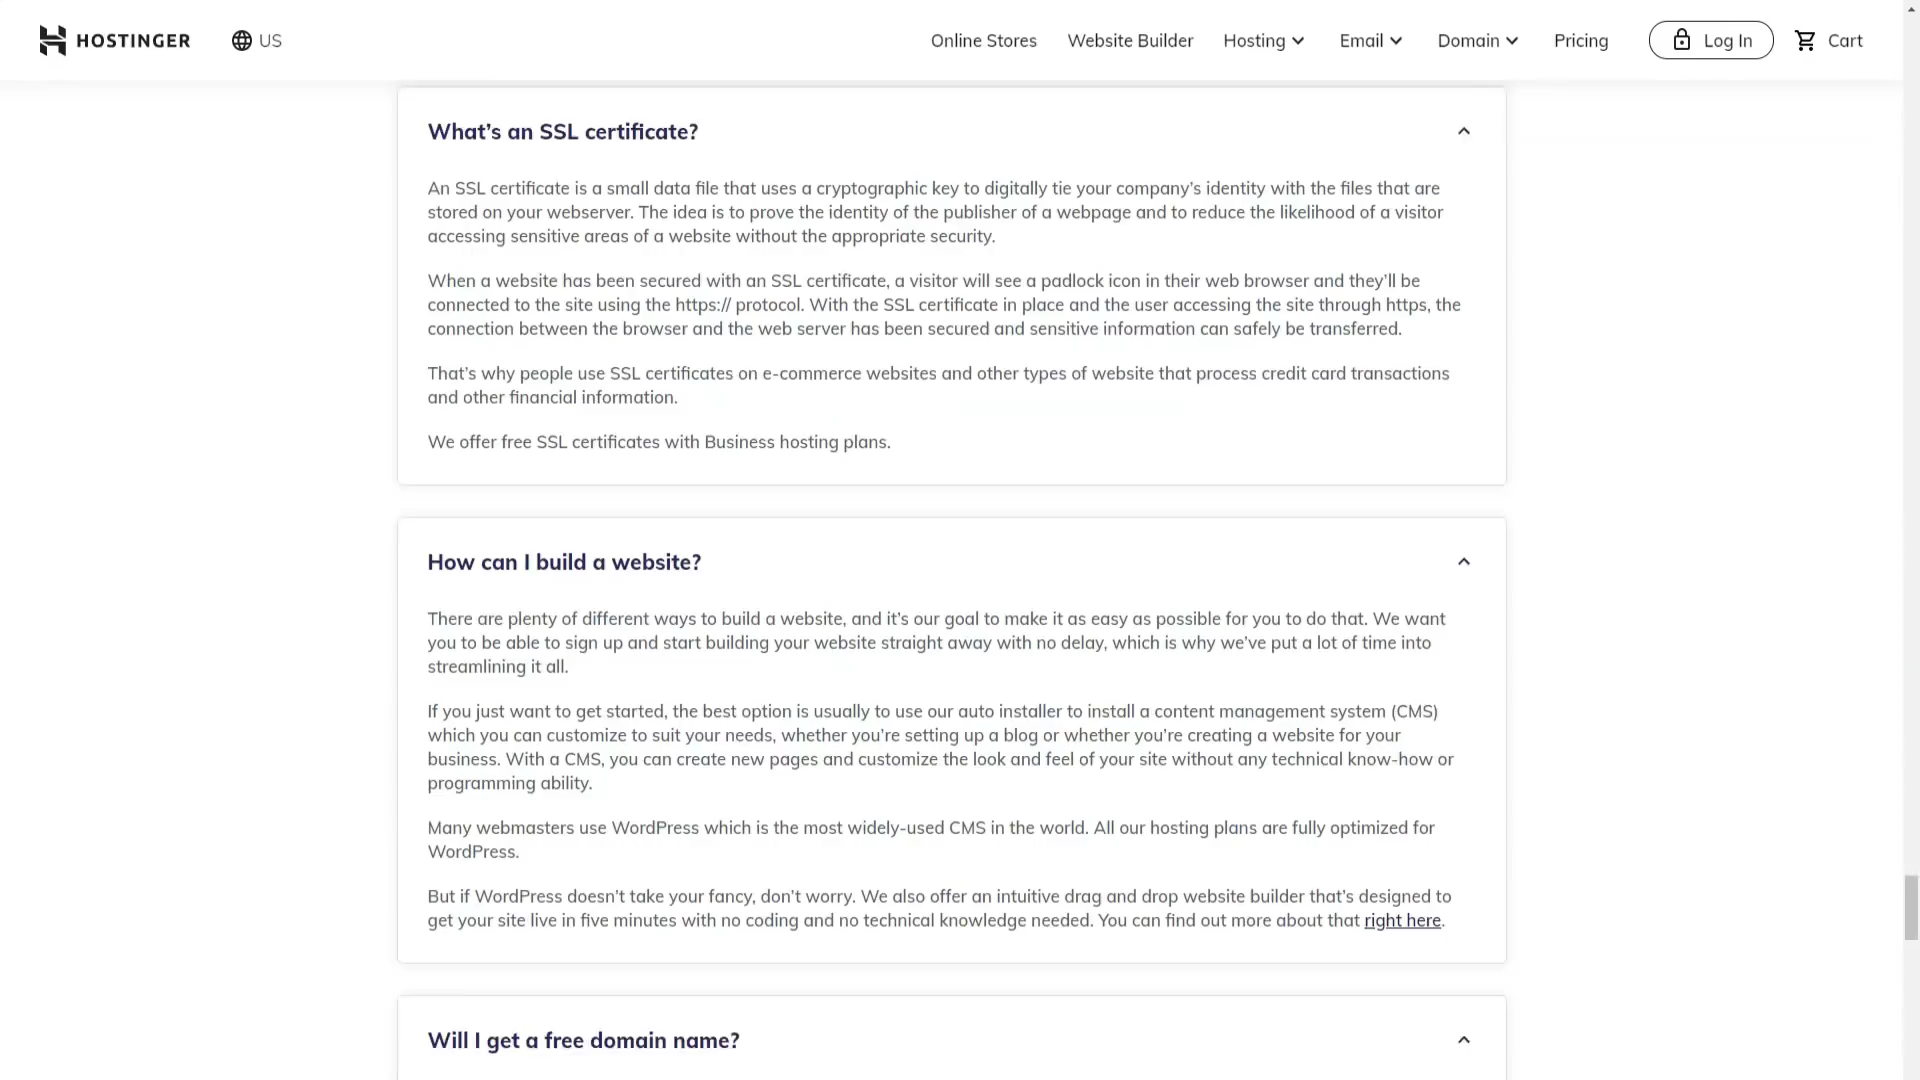 HOSTINGER US Online Stores Website Builder Hosting Email Domain Pricing Log In Cart
What’s an SSL certificate?
An SSL certificate is a small data file that uses a cryptographic key to digitally tie your company’s identity with the files that are
stored on your webserver. The idea is to prove the identity of the publisher of a webpage and to reduce the likelihood of a visitor
accessing sensitive areas of a website without the appropriate security.
When a website has been secured with an SSL certificate, a visitor will see a padlock icon in their web browser and they’ll be
connected to the site using the https:// protocol. With the SSL certificate in place and the user accessing the site through https, the
connection between the browser and the web server has been secured and sensitive information can safely be transferred.
That’s why people use SSL certificates on e-commerce websites and other types of website that process credit card transactions
and other financial information.
We offer free SSL certificates with Business hosting plans.
How can I build a website?
There are plenty of different ways to build a website, and it’s our goal to make it as easy as possible for you to do that. We want
you to be able to sign up and start building your website straight away with no delay, which is why we’ve put a lot of time into
streamlining it all.
If you just want to get started, the best option is usually to use our auto installer to install a content management system (CMS)
which you can customize to suit your needs, whether you’re setting up a blog or whether you’re creating a website for your
business. With a CMS, you can create new pages and customize the look and feel of your site without any technical know-how or
programming ability.
Many webmasters use WordPress which is the most widely-used CMS in the world. All our hosting plans are fully optimized for
WordPress.
But if WordPress doesn’t take your fancy, don’t worry. We also offer an intuitive drag and drop website builder that’s designed to
get your site live in five minutes with no coding and no technical knowledge needed. You can find out more about that right here.
Will I get a free domain name?